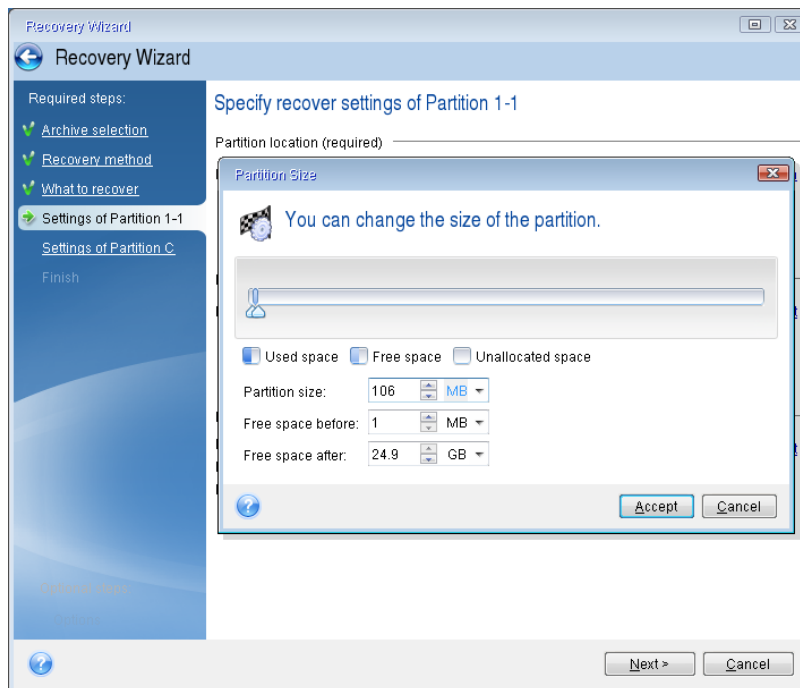 Recovery Wizard
Recovery Wizard
Required steps:
Archive selection
Recovery method
What to recover
Settings of Partition 1-1
Settings of Partition C
Finish
Specify recover settings of Partition 1-1
Partition location (required)
Partition Size
You can change the size of the partition.
Used space Free space Unallocated space
Partition size: 106 MB
Free space before: 1 MB
Free space after: 24.9 GB
? Accept Cancel
? Next > Cancel